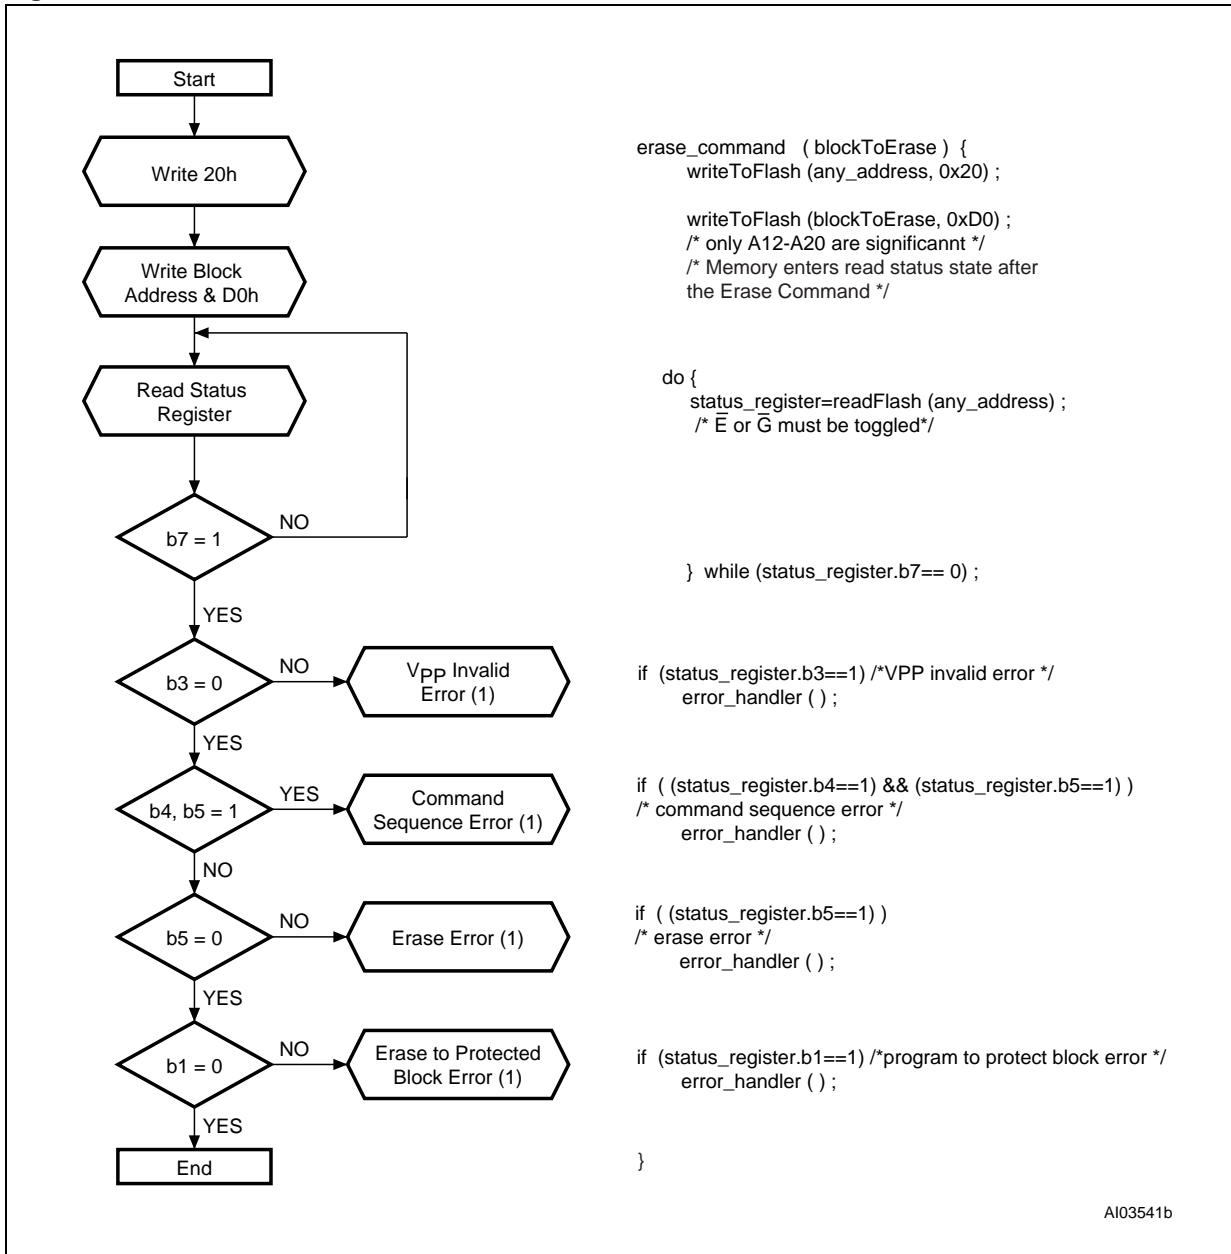 Start
Write 20h
Write Block
Address & D0h
Read Status
Register
b7 = 1
NO
YES
b3 = 0
NO
VPP Invalid
Error (1)
YES
b4, b5 = 1
YES
Command
Sequence Error (1)
NO
b5 = 0
NO
Erase Error (1)
YES
b1 = 0
NO
Erase to Protected
Block Error (1)
YES
End
erase_command ( blockToErase ) {
writeToFlash (any_address, 0x20) ;
writeToFlash (blockToErase, 0xD0) ;
/* only A12-A20 are significannt */
/* Memory enters read status state after
the Erase Command */
do {
status_register=readFlash (any_address) ;
/* E̅ or G̅ must be toggled*/
} while (status_register.b7== 0) ;
if (status_register.b3==1) /*VPP invalid error */
error_handler ( ) ;
if ( (status_register.b4==1) && (status_register.b5==1) )
/* command sequence error */
error_handler ( ) ;
if ( (status_register.b5==1) )
/* erase error */
error_handler ( ) ;
if (status_register.b1==1) /*program to protect block error */
error_handler ( ) ;
}
AI03541b